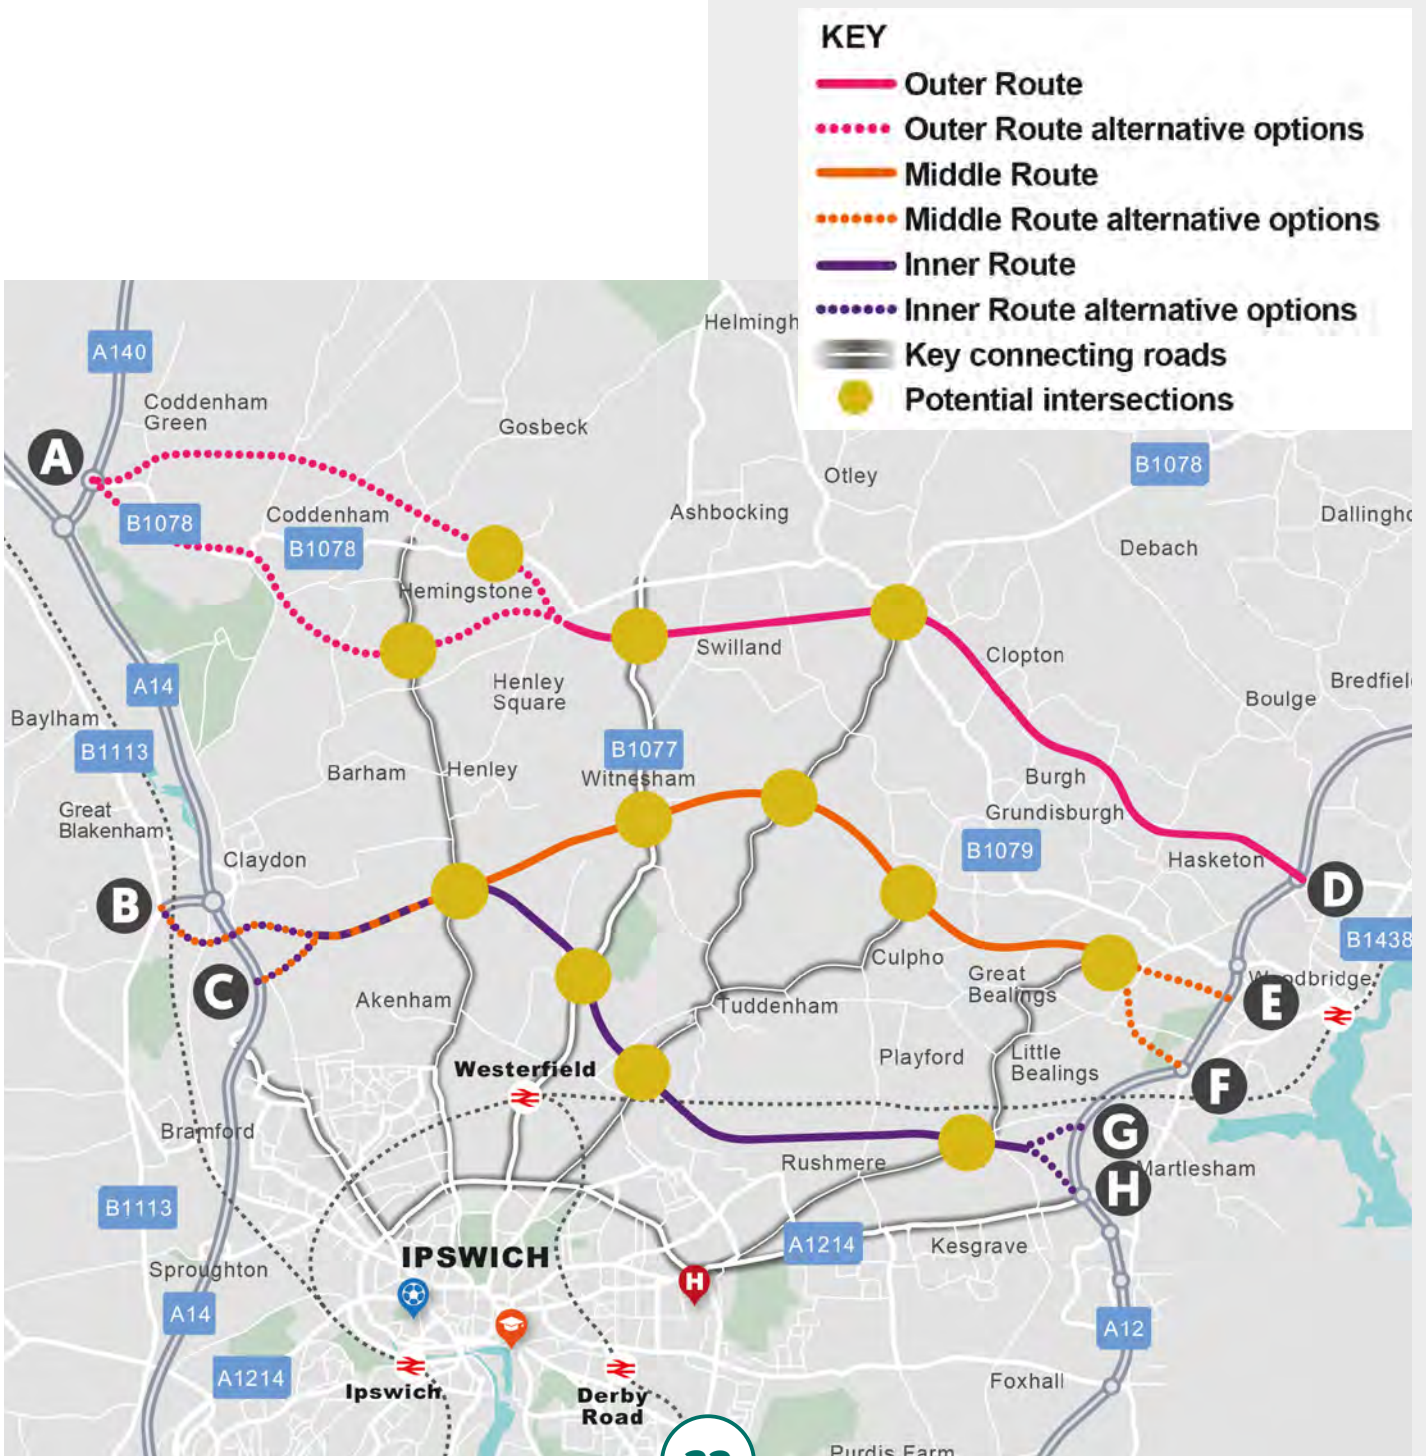 KEY
Outer Route
Outer Route alternative options
Middle Route
Middle Route alternative options
Inner Route
Inner Route alternative options
Key connecting roads
Potential intersections
Helmingh
A140
Coddenham
Green
Gosbeck
A
B1078
Otley
B1078
Coddenham
B1078
Ashbocking
Dallingho
Debach
Hemingstone
Swilland
Clopton
A14
Henley
Square
Bredfiel
Boulge
Baylham
B1113
B1077
Barham
Henley
Witnesham
Burgh
Grundisburgh
Great
Blakenham
Claydon
B1079
Hasketon
B
D
B1438
C
Culpho
Great
Bealings
Woodbridge
E
Akenham
Tuddenham
Westerfield
Playford
Little
Bealings
F
Bramford
G
Rushmere
Martlesham
H
B1113
IPSWICH
A1214
Kesgrave
Sproughton
H
A14
A12
A1214
Ipswich
Derby
Road
Foxhall
Purdis Farm